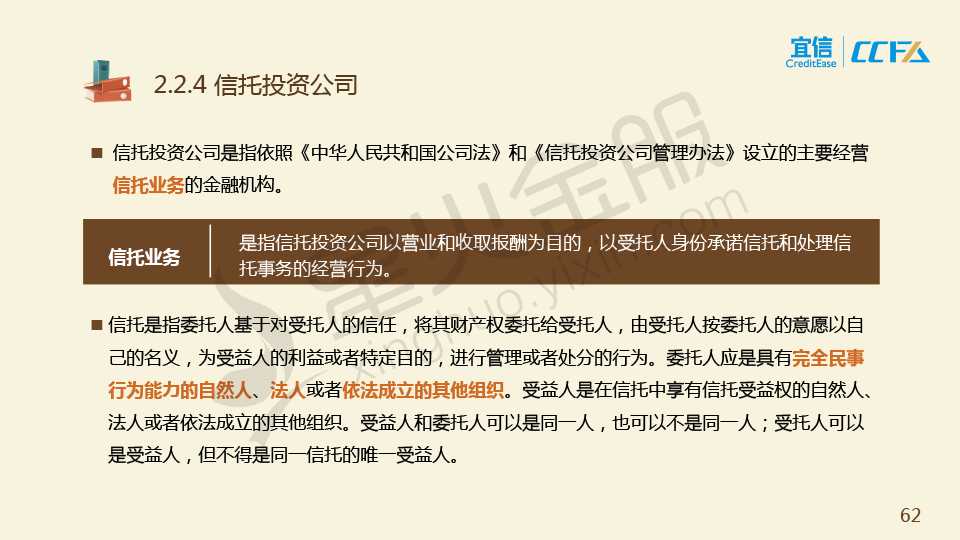 宜信
CreditEase
CCFA
2.2.4 信托投资公司
信托投资公司是指依照《中华人民共和国公司法》和《信托投资公司管理办法》设立的主要经营
信托业务的金融机构。
信托业务
是指信托投资公司以营业和收取报酬为目的，以受托人身份承诺信托和处理信
托事务的经营行为。
信托是指委托人基于对受托人的信任，将其财产权委托给受托人，由受托人按委托人的意愿以自
己的名义，为受益人的利益或者特定目的，进行管理或者处分的行为。委托人应是具有完全民事
行为能力的自然人、法人或者依法成立的其他组织。受益人是在信托中享有信托受益权的自然人、
法人或者依法成立的其他组织。受益人和委托人可以是同一人，也可以不是同一人；受托人可以
是受益人，但不得是同一信托的唯一受益人。
星火金服
xinghuo.yixin.com
62